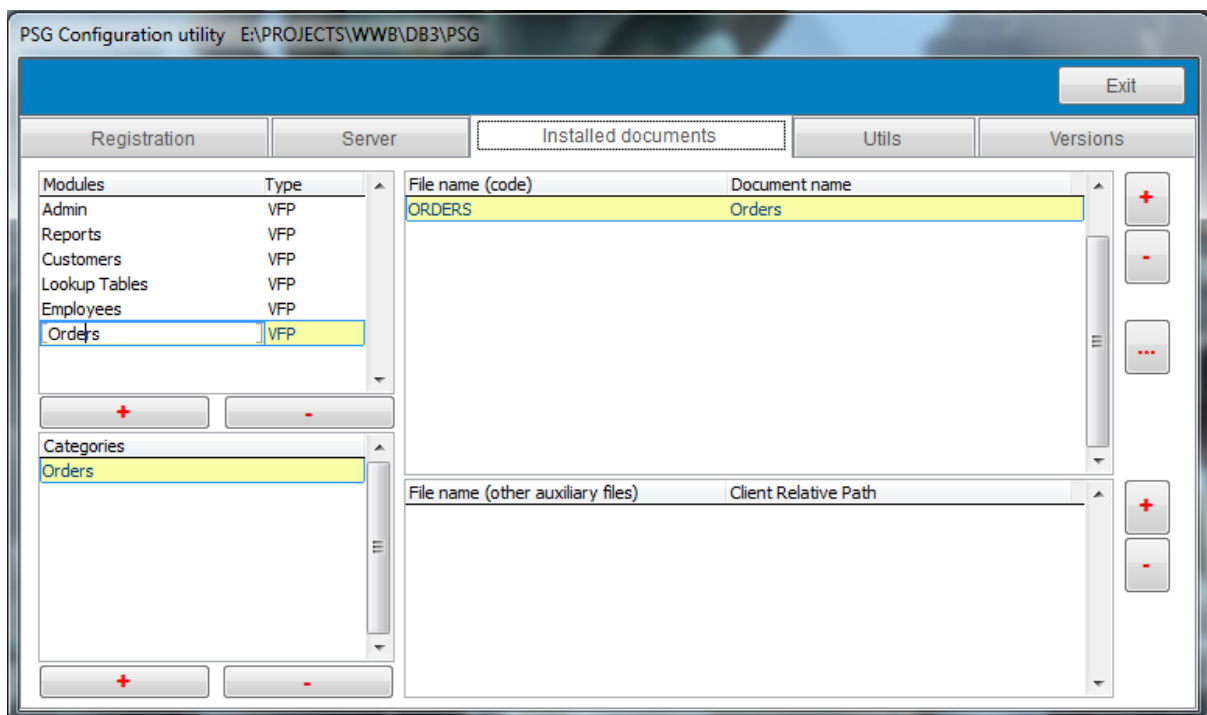 PSG Configuration utility E:\PROJECTS\WWB\DB3\PSG
Exit
Registration Server Installed documents Utils Versions
Modules Type
Admin VFP
Reports VFP
Customers VFP
Lookup Tables VFP
Employees VFP
Orders VFP
+ -
Categories
Orders
+ -
File name (code) Document name
ORDERS Orders
+
-
...
File name (other auxiliary files) Client Relative Path
+
-